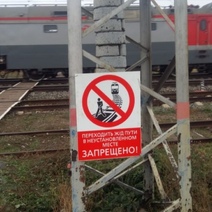 ПЕРЕХОДИТЬ Ж/Д ПУТИ
В НЕУСТАНОВЛЕННОМ
МЕСТЕ
ЗАПРЕЩЕНО!